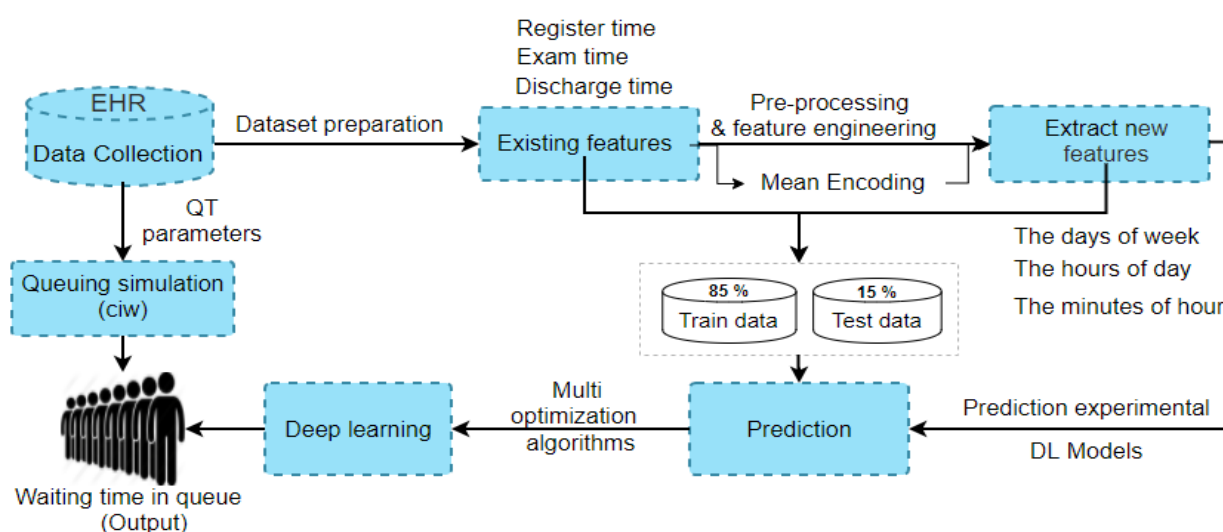 Register time
Exam time
Discharge time
EHR
Data Collection
Dataset preparation
Existing features
Pre-processing
& feature engineering
Mean Encoding
Extract new
features
QT
parameters
The days of week
The hours of day
The minutes of hour
Queuing simulation
(ciw)
85 %
Train data
15 %
Test data
Prediction experimental
DL Models
Prediction
Multi
optimization
algorithms
Deep learning
Waiting time in queue
(Output)